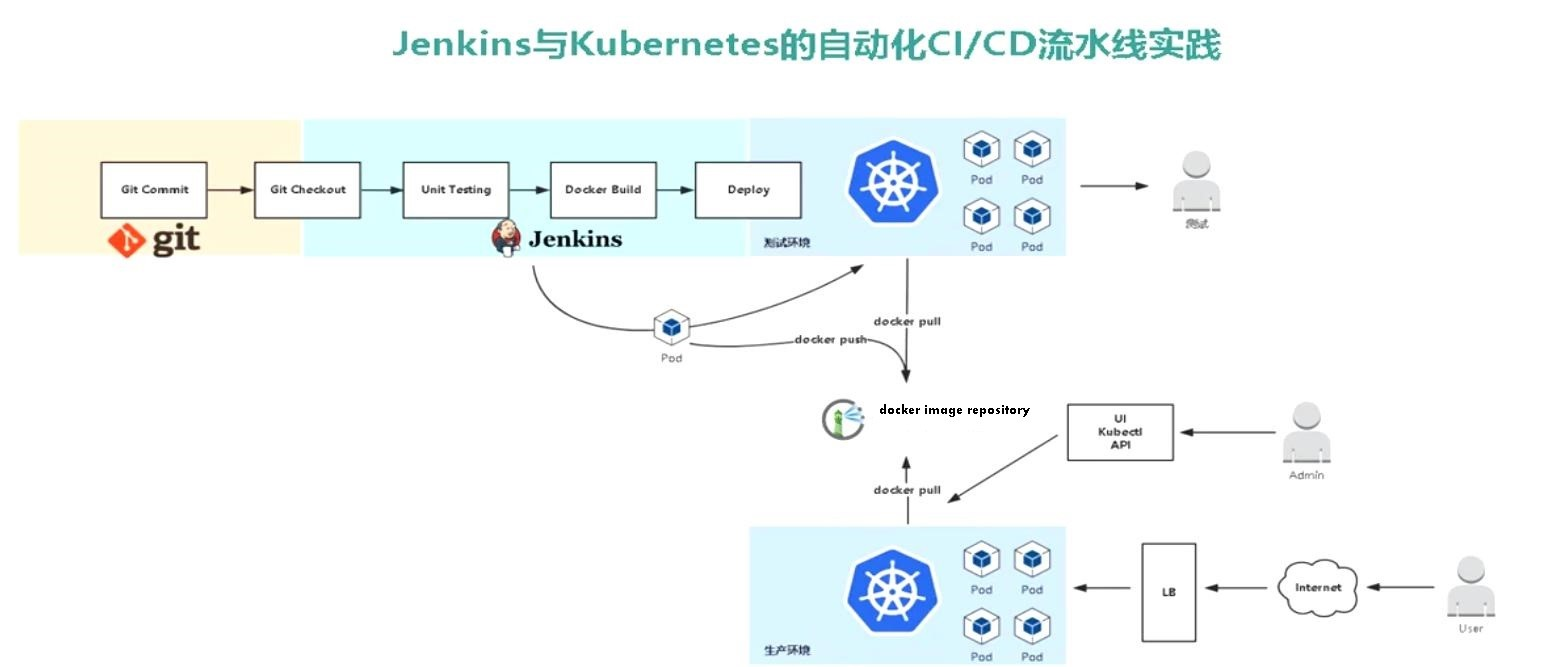 Jenkins与Kubernetes的自动化CI/CD流水线实践
Git Commit
Git Checkout
Unit Testing
Docker Build
Deploy
git
Jenkins
测试环境
Pod
Pod
Pod
Pod
测试
Pod
docker push
docker pull
docker image repository
UI
Kubectl
API
Admin
docker pull
生产环境
Pod
Pod
Pod
Pod
LB
Internet
User